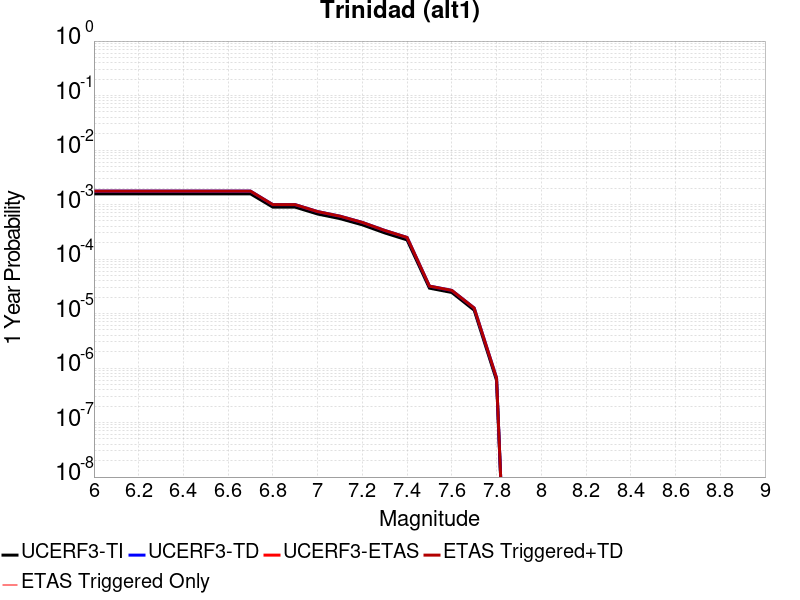 Trinidad (alt1)
10^0
10^-1
10^-2
10^-3
10^-4
10^-5
10^-6
10^-7
10^-8
1 Year Probability
6 6.2 6.4 6.6 6.8 7 7.2 7.4 7.6 7.8 8 8.2 8.4 8.6 8.8 9
Magnitude
UCERF3-TI UCERF3-TD UCERF3-ETAS ETAS Triggered+TD
ETAS Triggered Only